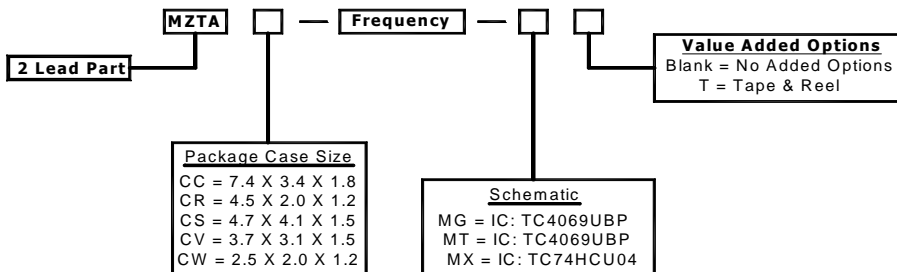 MZTA
Frequency
2 Lead Part
Value Added Options
Blank = No Added Options
T = Tape & Reel
Package Case Size
CC = 7.4 X 3.4 X 1.8
CR = 4.5 X 2.0 X 1.2
CS = 4.7 X 4.1 X 1.5
CV = 3.7 X 3.1 X 1.5
CW = 2.5 X 2.0 X 1.2
Schematic
MG = IC: TC4069UBP
MT = IC: TC4069UBP
MX = IC: TC74HCU04